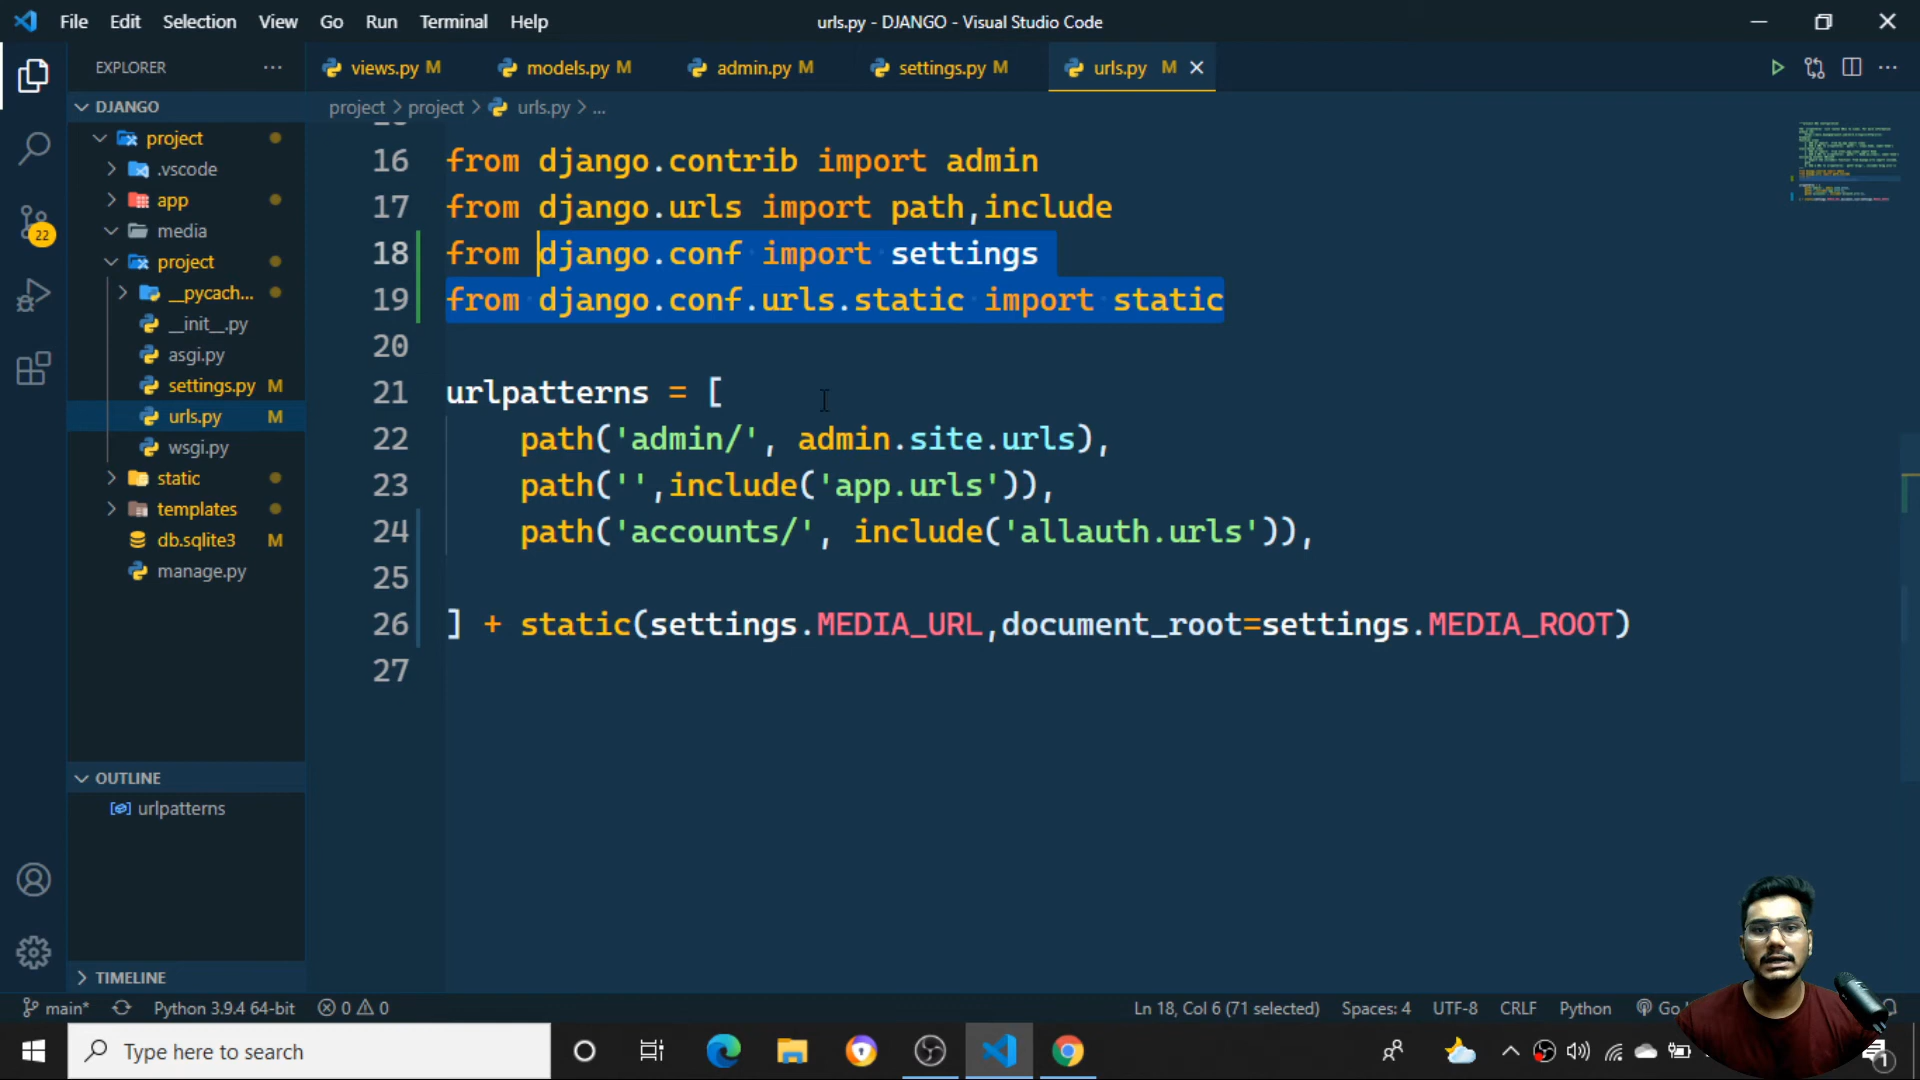 File Edit Selection View Go Run Terminal Help
urls.py - DJANGO - Visual Studio Code
EXPLORER
views.py M
models.py M
admin.py M
settings.py M
urls.py M
DJANGO
project
.vscode
app
media
project
__pycach...
__init__.py
asgi.py
settings.py M
urls.py M
wsgi.py
static
templates
db.sqlite3 M
manage.py
22
OUTLINE
urlpatterns
TIMELINE
project > project > urls.py > ...
16 from django.contrib import admin
17 from django.urls import path,include
18 from django.conf import settings
19 from django.conf.urls.static import static
20
21 urlpatterns = [
22 path('admin/', admin.site.urls),
23 path('',include('app.urls')),
24 path('accounts/', include('allauth.urls')),
25
26 ] + static(settings.MEDIA_URL,document_root=settings.MEDIA_ROOT)
27
main* Python 3.9.4 64-bit 0 0
Ln 18, Col 6 (71 selected) Spaces: 4 UTF-8 CRLF Python Go
Type here to search
1